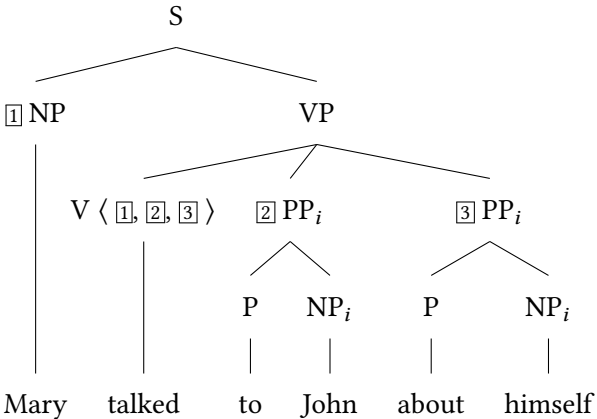 S
1 NP VP
V ⟨ 1, 2, 3 ⟩ 2 PPᵢ 3 PPᵢ
P NPᵢ P NPᵢ
Mary talked to John about himself